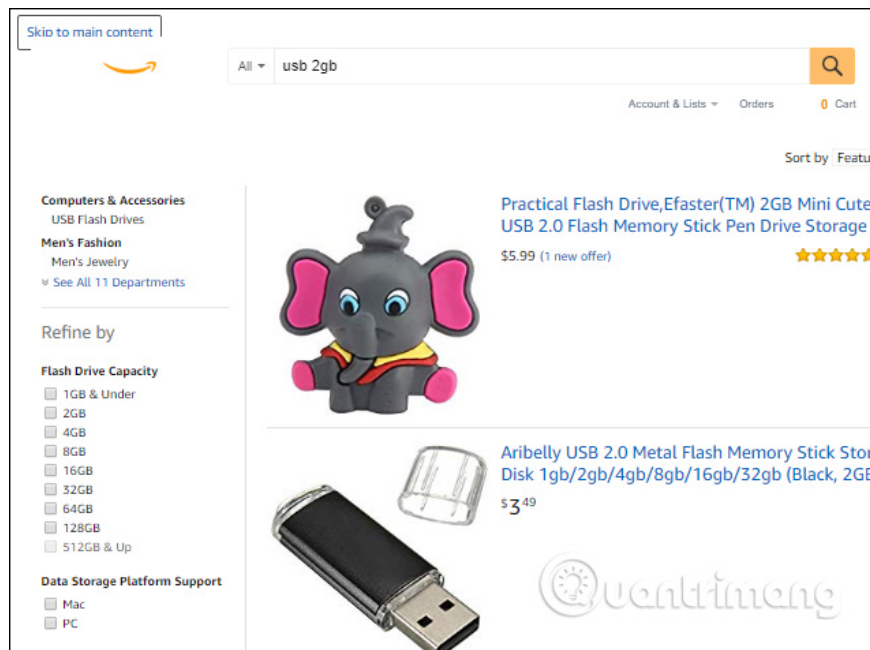 Skip to main content
All
usb 2gb
Account & Lists
Orders
0 Cart
Sort by Featu
Computers & Accessories
USB Flash Drives
Men's Fashion
Men's Jewelry
See All 11 Departments
Refine by
Flash Drive Capacity
1GB & Under
2GB
4GB
8GB
16GB
32GB
64GB
128GB
512GB & Up
Data Storage Platform Support
Mac
PC
Practical Flash Drive,Efaster(TM) 2GB Mini Cute
USB 2.0 Flash Memory Stick Pen Drive Storage
$5.99 (1 new offer)
Aribelly USB 2.0 Metal Flash Memory Stick Stor
Disk 1gb/2gb/4gb/8gb/16gb/32gb (Black, 2GB
$3 49
Quantrimang